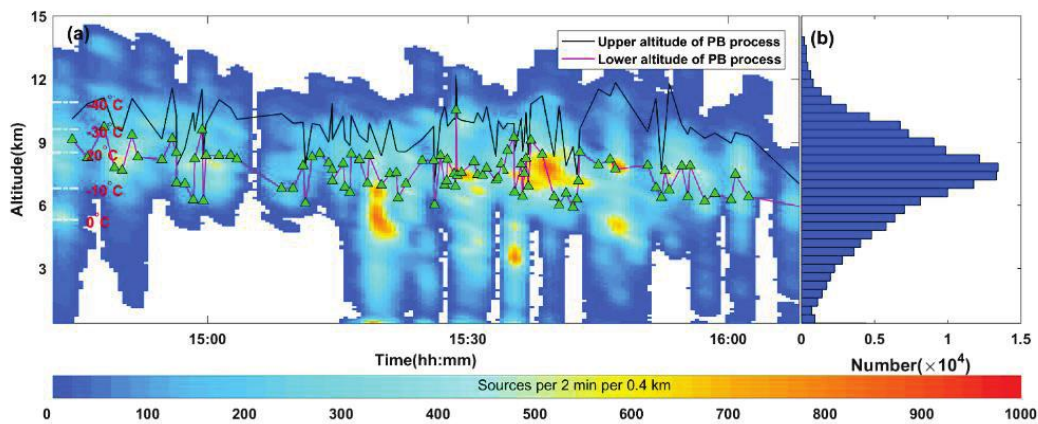 15
(a)
Upper altitude of PB process
Lower altitude of PB process
(b)
12
-40°C
-30°C
9
-20°C
-10°C
6
0°C
3
Altitude(km)
15:00 15:30 16:00
0 0.5 1 1.5
Time(hh:mm)
Number(×10⁴)
Sources per 2 min per 0.4 km
0 100 200 300 400 500 600 700 800 900 1000